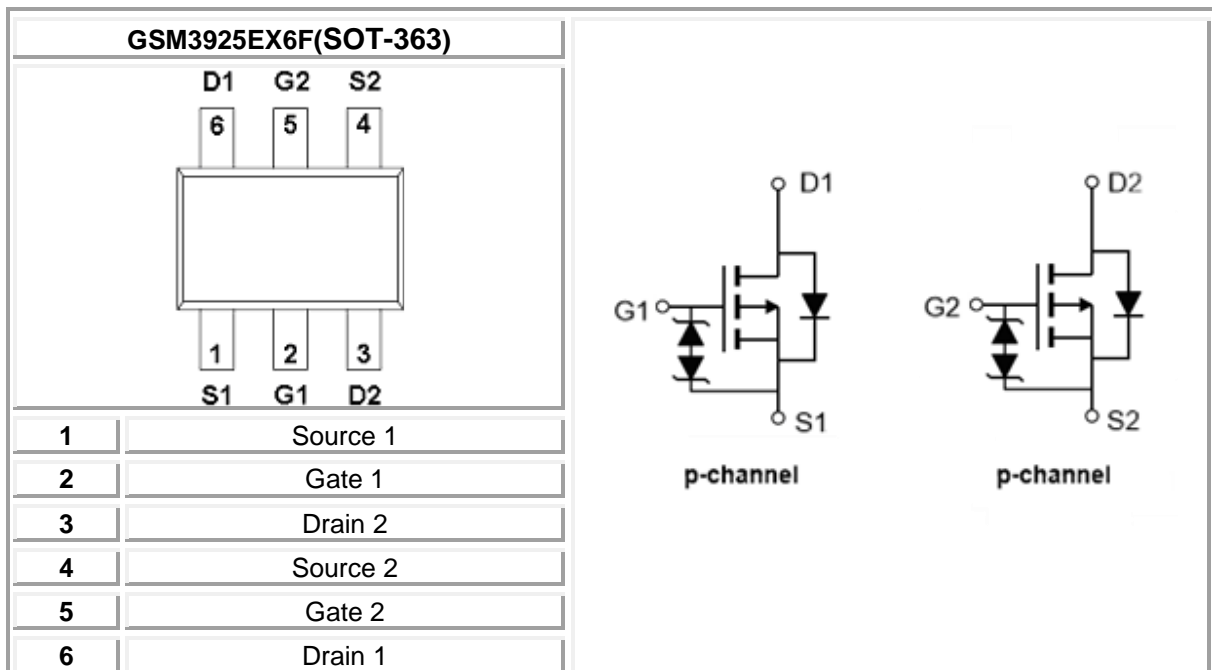 GSM3925EX6F(SOT-363)
D1 G2 S2
6 5 4
1 2 3
S1 G1 D2
1 Source 1
2 Gate 1
3 Drain 2
4 Source 2
5 Gate 2
6 Drain 1
D1 D2
G1 G2
S1 S2
p-channel p-channel